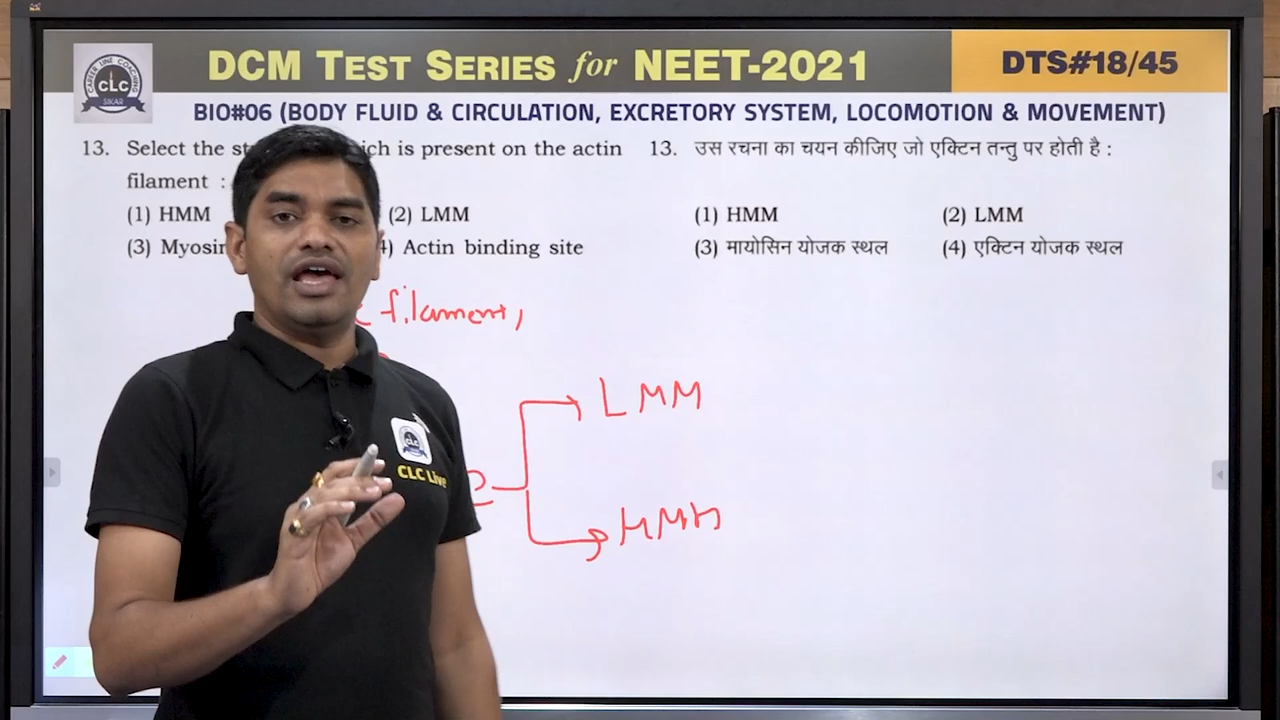 DCM TEST SERIES for NEET-2021
DTS#18/45
CAREER LINE COACHING
CLC
SIKAR
BIO#06 (BODY FLUID & CIRCULATION, EXCRETORY SYSTEM, LOCOMOTION & MOVEMENT)
13. Select the which is present on the actin
filament :
(1) HMM (2) LMM
(3) 4) Actin binding site
13. उस रचना का चयन कीजिए जो एक्टिन तन्तु पर होती है :
(1) HMM (2) LMM
(3) मायोसिन योजक स्थल (4) एक्टिन योजक स्थल
filament,
LMM
2
HMM
CLC
CLC Live